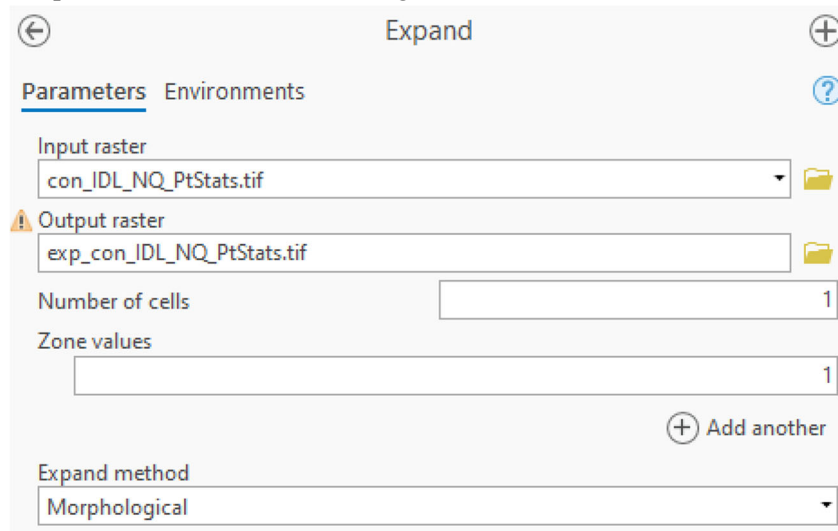 Expand
Parameters Environments
Input raster
con_IDL_NQ_PtStats.tif
Output raster
exp_con_IDL_NQ_PtStats.tif
Number of cells 1
Zone values
1
Add another
Expand method
Morphological